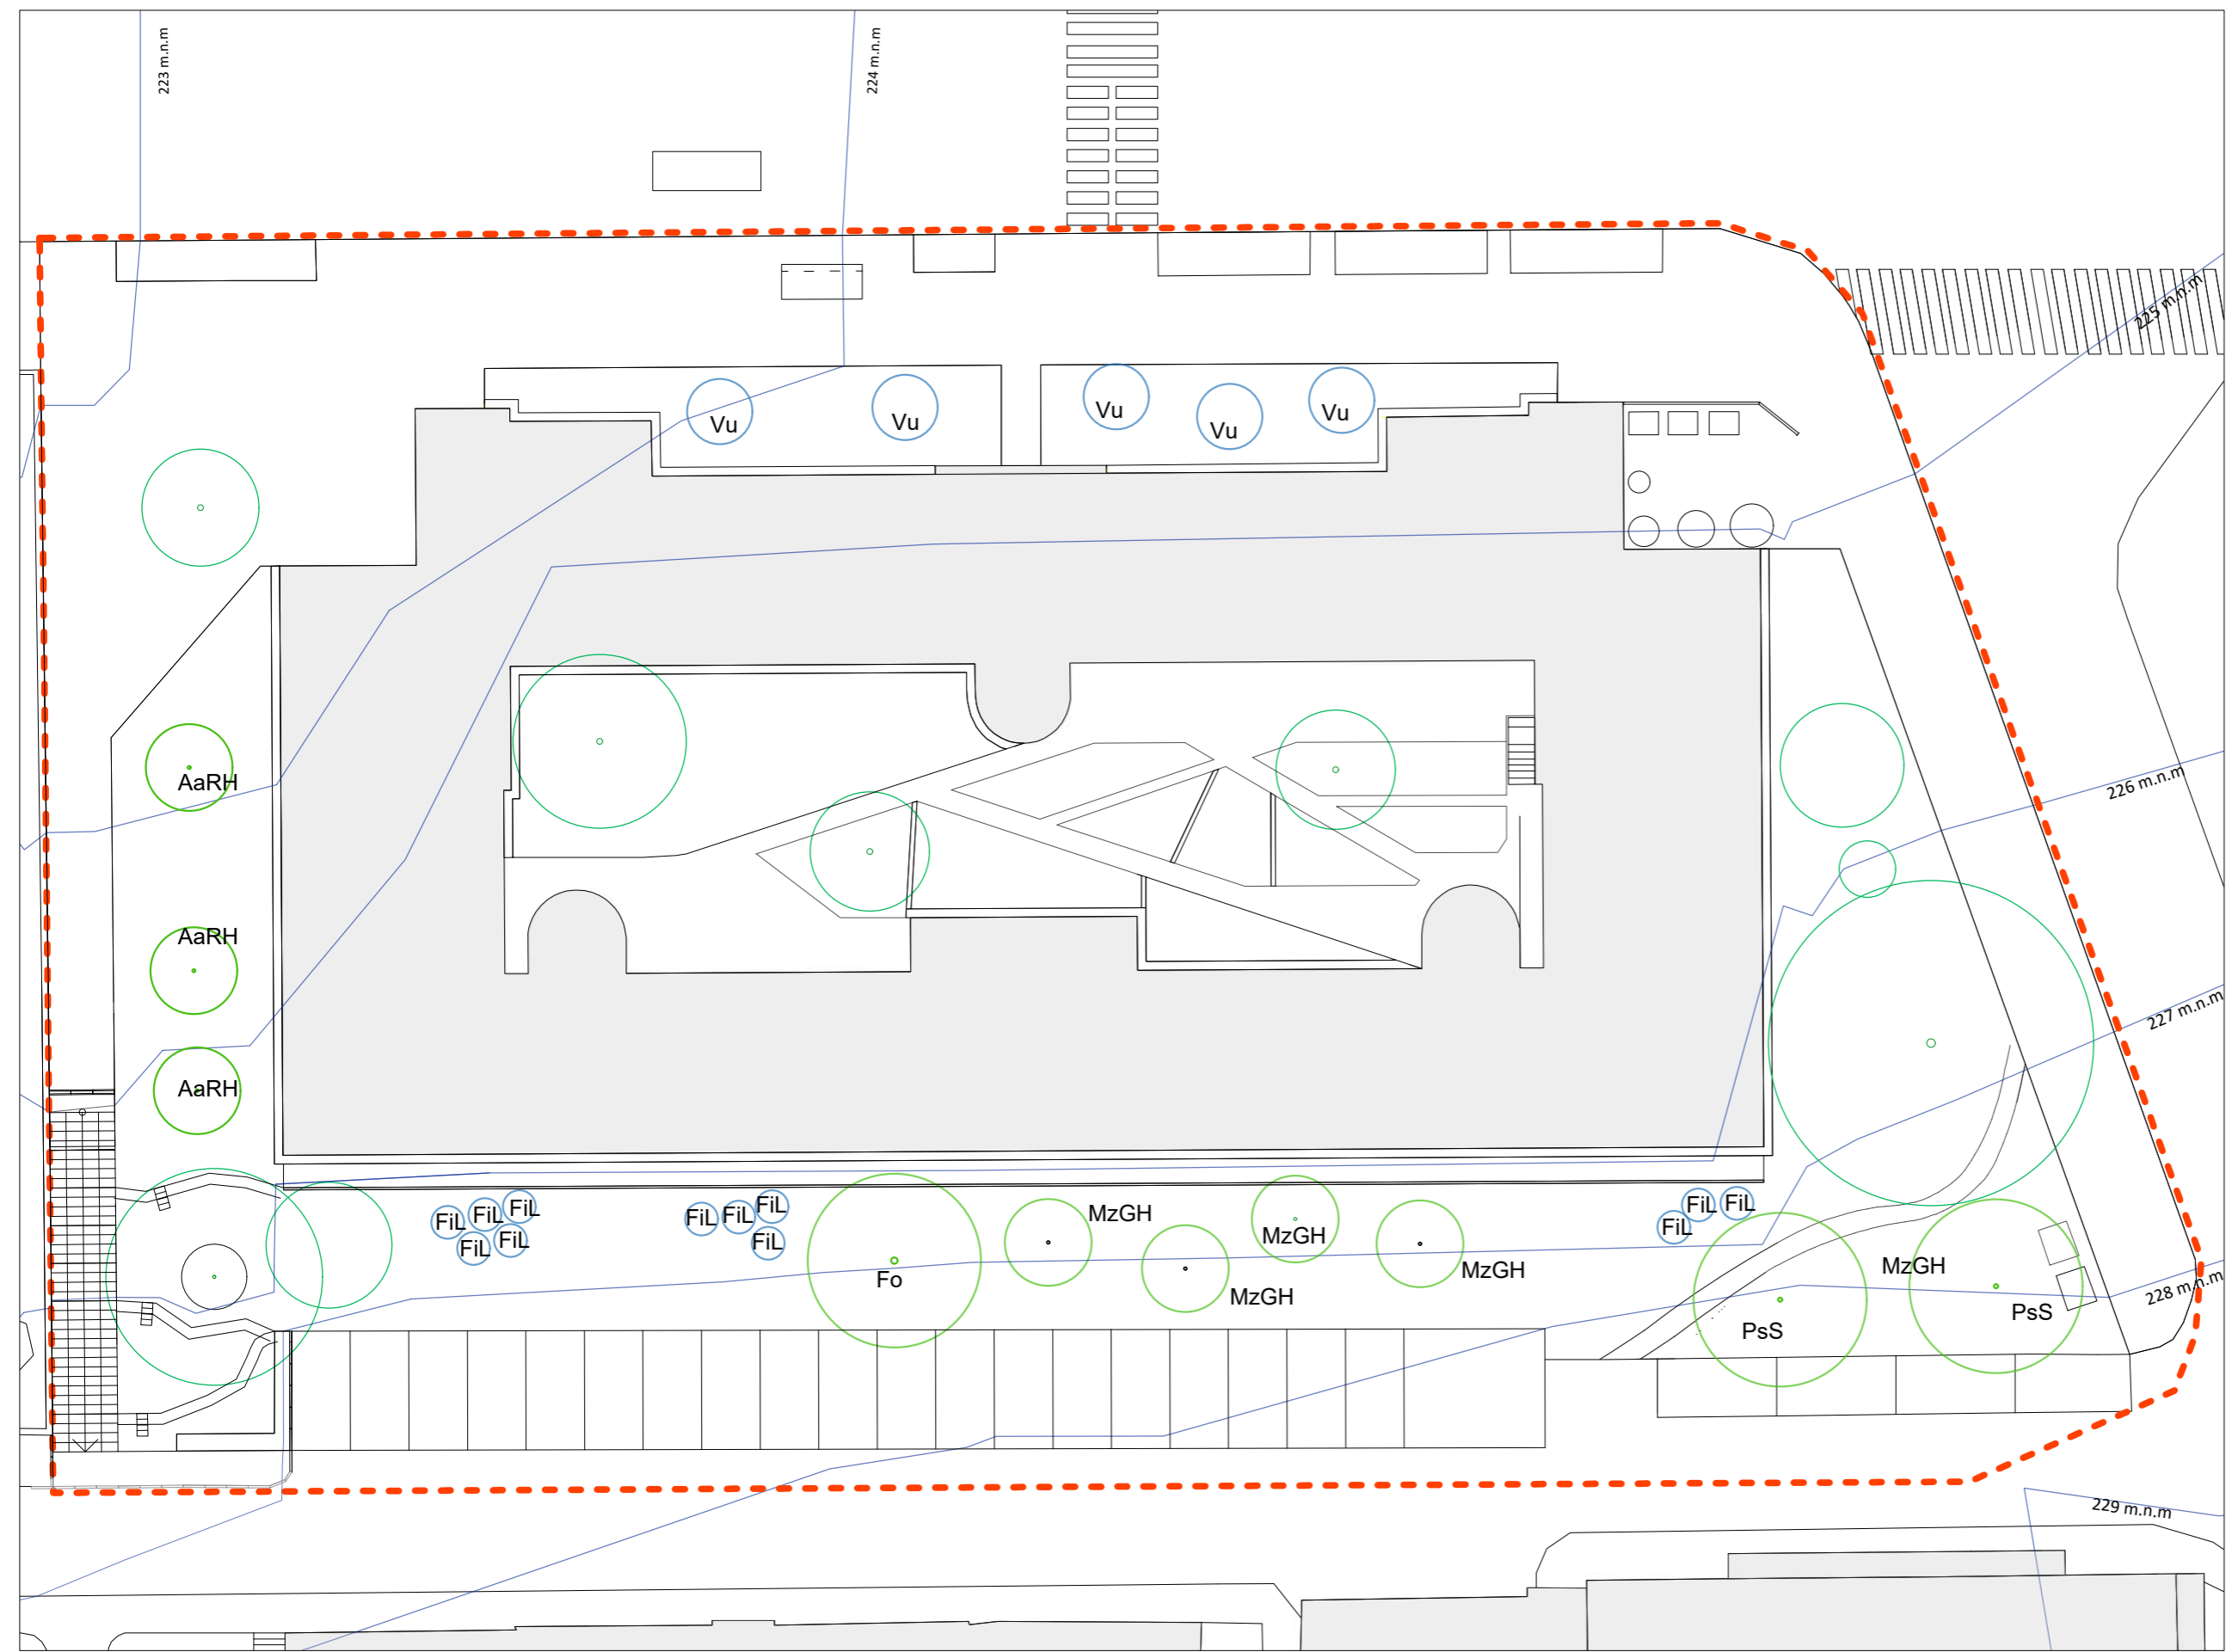 223 m.n.m
224 m.n.m
225 m.n.m
Vu
Vu
Vu
Vu
Vu
AaRH
226 m.n.m
AaRH
227 m.n.m
AaRH
FiL
FiL
FiL
FiL
FiL
FiL
FiL
FiL
FiL
MzGH
MzGH
FiL
FiL
FiL
Fo
MzGH
MzGH
MzGH
PsS
PsS
228 m.n.m
229 m.n.m